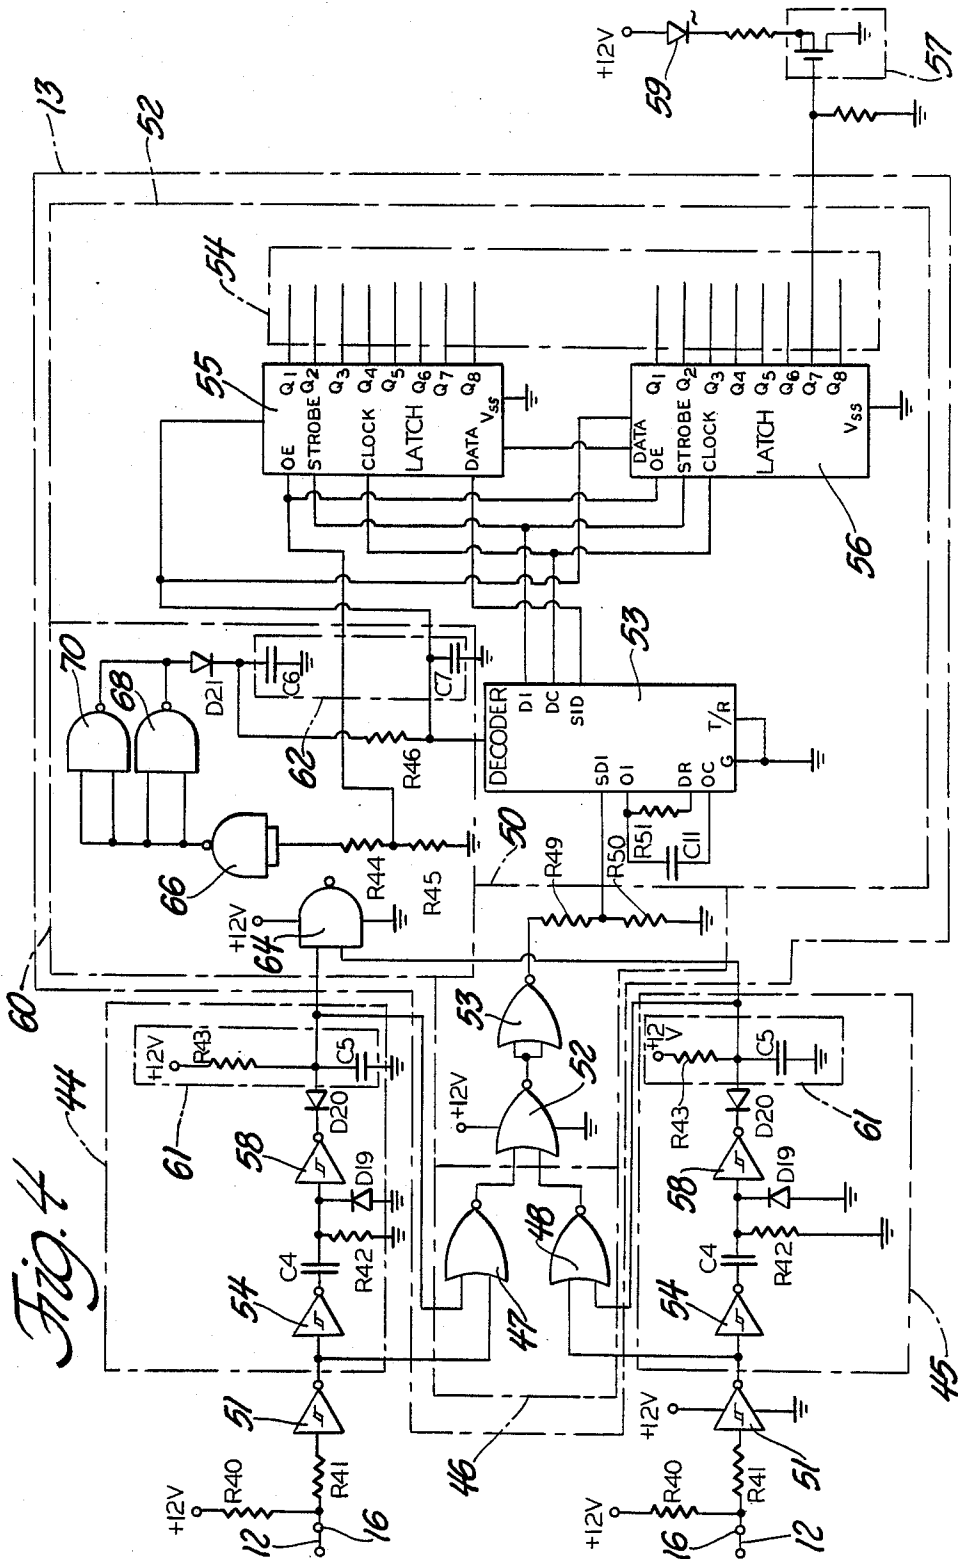 Fig. 4
13
52
+12V
59
57
54
55
OE
STROBE
CLOCK
LATCH
DATA
VSS
Q1
Q2
Q3
Q4
Q5
Q6
Q7
Q8
DATA
OE
STROBE
CLOCK
LATCH
VSS
Q1
Q2
Q3
Q4
Q5
Q6
Q7
Q8
56
60
70
68
66
D21
C6
C7
62
R46
R44
R45
+12V
64
50
DECODER
D1
DC
SID
SDI
O1
DR
OC
G
T/R
53
R49
R50
R51
C11
44
61
+12V
R43
C5
D20
58
D19
R42
C4
54
51
+12V
R40
R41
12
16
53
+12V
52
47
48
46
+12V
R43
C5
61
D20
58
D19
R42
C4
54
45
+12V
51
+12V
R40
R41
16
12